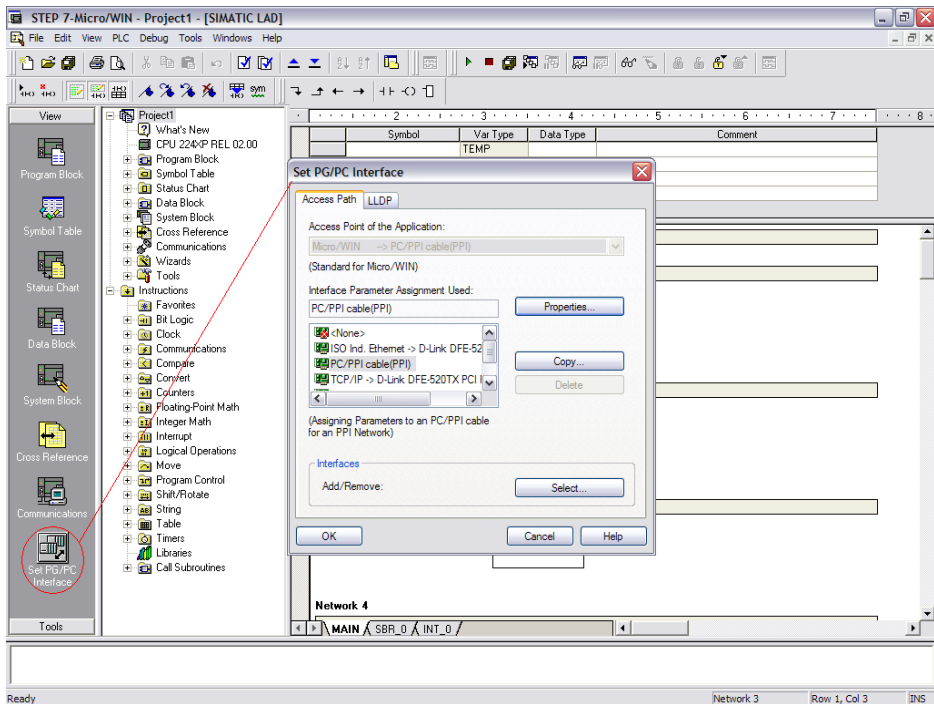 STEP 7-Micro/WIN - Project1 - [SIMATIC LAD]
File Edit View PLC Debug Tools Windows Help
sym
View
Program Block
Symbol Table
Status Chart
Data Block
System Block
Cross Reference
Communications
Set PG/PC
Interface
Tools
Project1
What's New
CPU 224XP REL 02.00
Program Block
Symbol Table
Status Chart
Data Block
System Block
Cross Reference
Communications
Wizards
Tools
Instructions
Favorites
Bit Logic
Clock
Communications
Compare
Convert
Counters
Floating-Point Math
Integer Math
Interrupt
Logical Operations
Move
Program Control
Shift/Rotate
String
Table
Timers
Libraries
Call Subroutines
2 3 4 5 6 7 8
Symbol Var Type Data Type Comment
TEMP
Set PG/PC Interface
Access Path LLDP
Access Point of the Application:
Micro/WIN -> PC/PPI cable(PPI)
(Standard for Micro/WIN)
Interface Parameter Assignment Used:
PC/PPI cable(PPI)
Properties...
<None>
ISO Ind. Ethernet -> D-Link DFE-52
PC/PPI cable(PPI)
TCP/IP -> D-Link DFE-520TX PCI
Copy...
Delete
(Assigning Parameters to an PC/PPI cable
for an PPI Network)
Interfaces
Add/Remove:
Select...
OK Cancel Help
Network 4
MAIN SBR_0 INT_0
Ready Network 3 Row 1, Col 3 INS